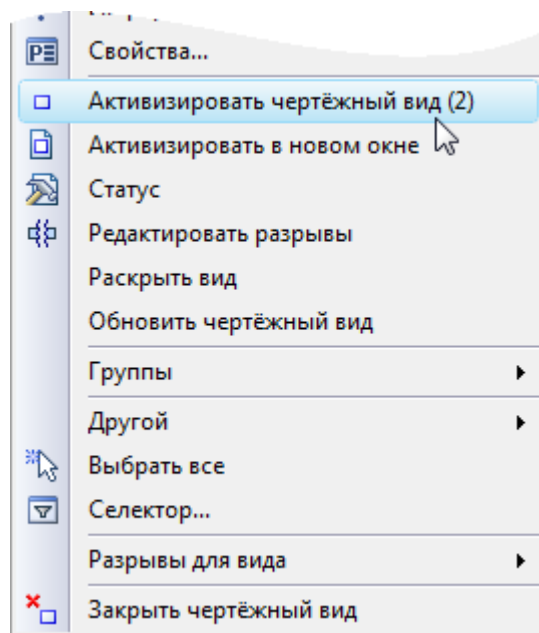 Свойства...
Активизировать чертёжный вид (2)
Активизировать в новом окне
Статус
Редактировать разрывы
Раскрыть вид
Обновить чертёжный вид
Группы
Другой
Выбрать все
Селектор...
Разрывы для вида
Закрыть чертёжный вид